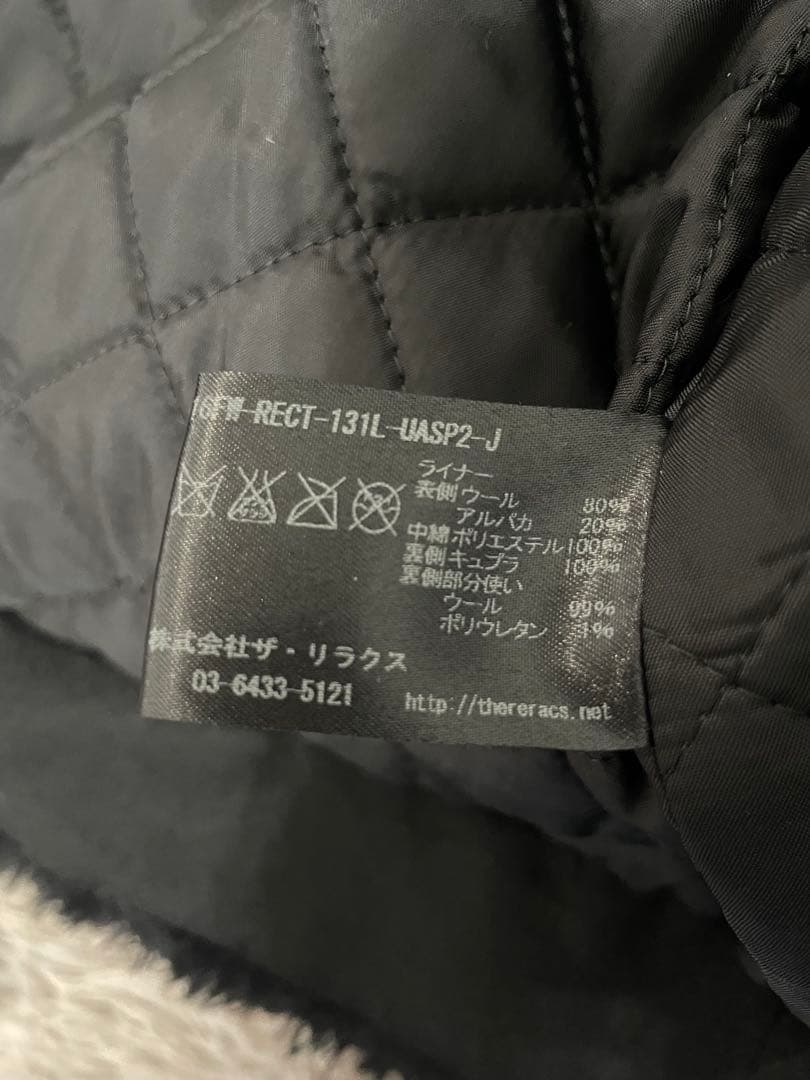 16FW-RECT-131L-UASP2-J
ライナー
表側ウール 80%
アルパカ 20%
中綿ポリエステル100%
裏側キュプラ 100%
裏側部分使い
ウール 99%
ポリウレタン 1%
株式会社ザ・リラクス
03-6433-5121 http://thereracs.net